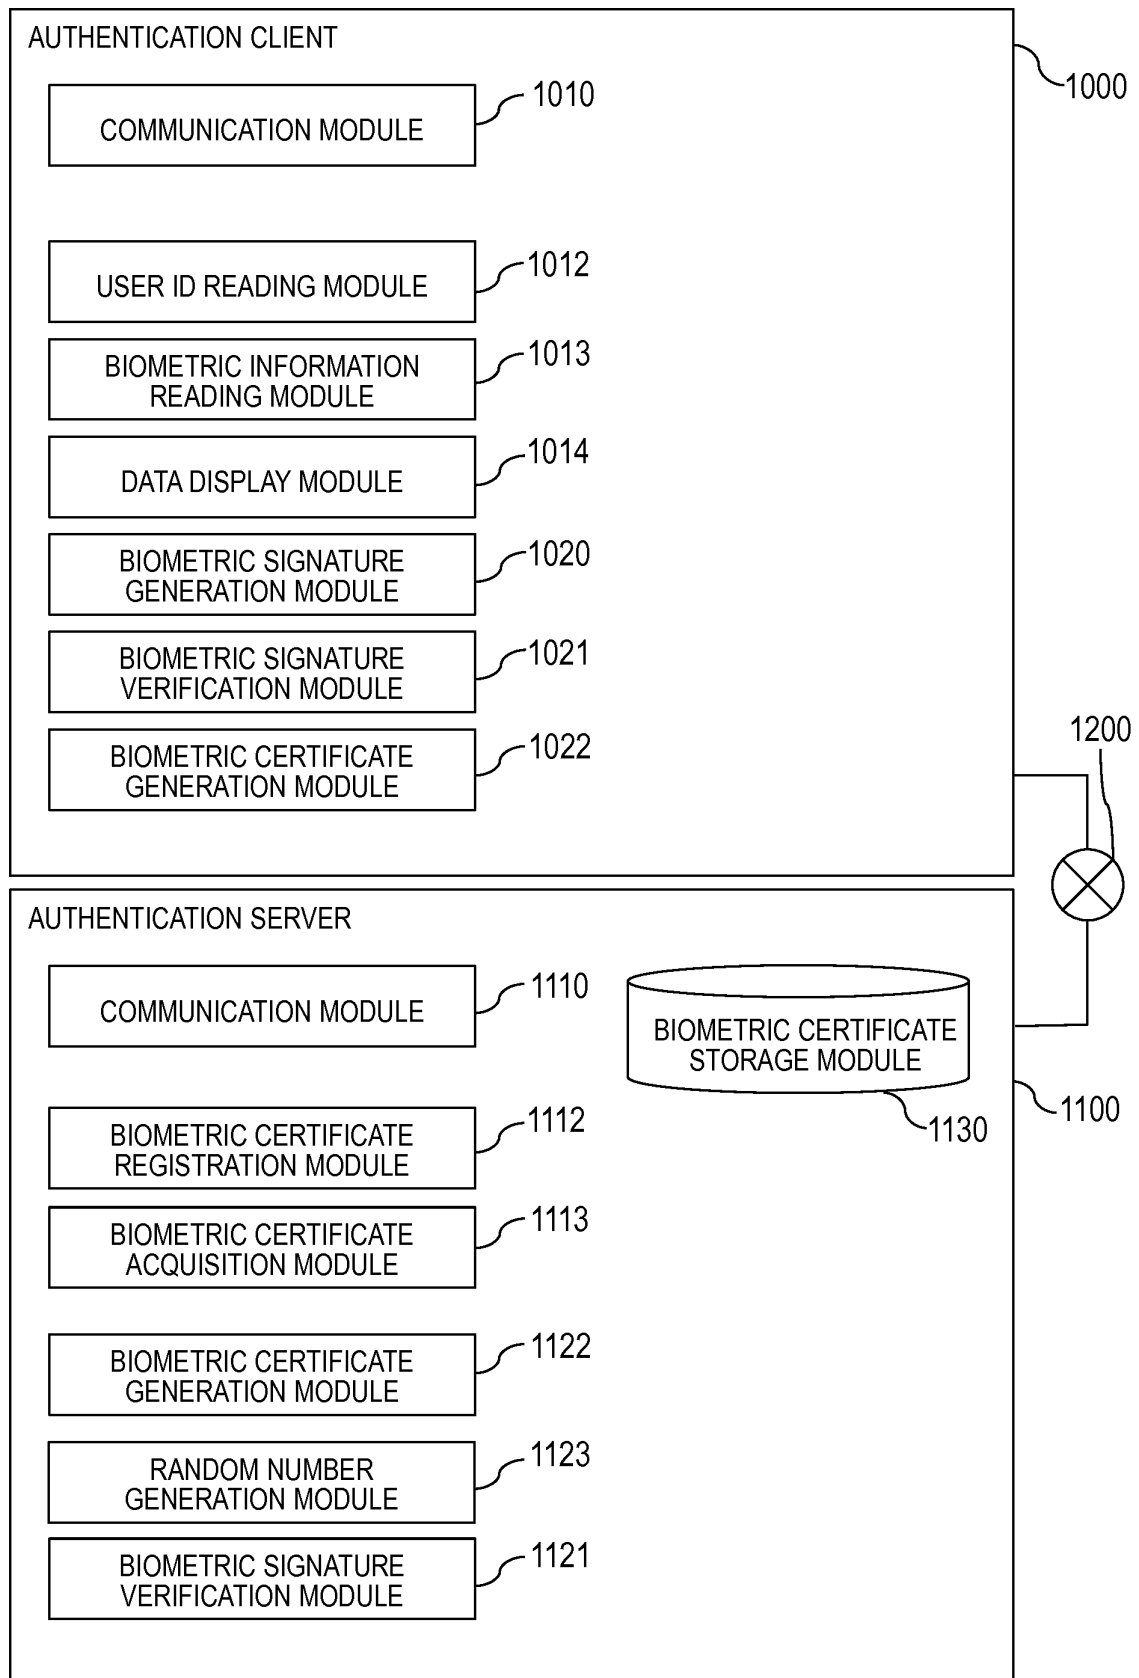 AUTHENTICATION CLIENT
1000
COMMUNICATION MODULE
1010
USER ID READING MODULE
1012
BIOMETRIC INFORMATION
READING MODULE
1013
DATA DISPLAY MODULE
1014
BIOMETRIC SIGNATURE
GENERATION MODULE
1020
BIOMETRIC SIGNATURE
VERIFICATION MODULE
1021
BIOMETRIC CERTIFICATE
GENERATION MODULE
1022
1200
AUTHENTICATION SERVER
COMMUNICATION MODULE
1110
BIOMETRIC CERTIFICATE
STORAGE MODULE
1130
1100
BIOMETRIC CERTIFICATE
REGISTRATION MODULE
1112
BIOMETRIC CERTIFICATE
ACQUISITION MODULE
1113
BIOMETRIC CERTIFICATE
GENERATION MODULE
1122
RANDOM NUMBER
GENERATION MODULE
1123
BIOMETRIC SIGNATURE
VERIFICATION MODULE
1121